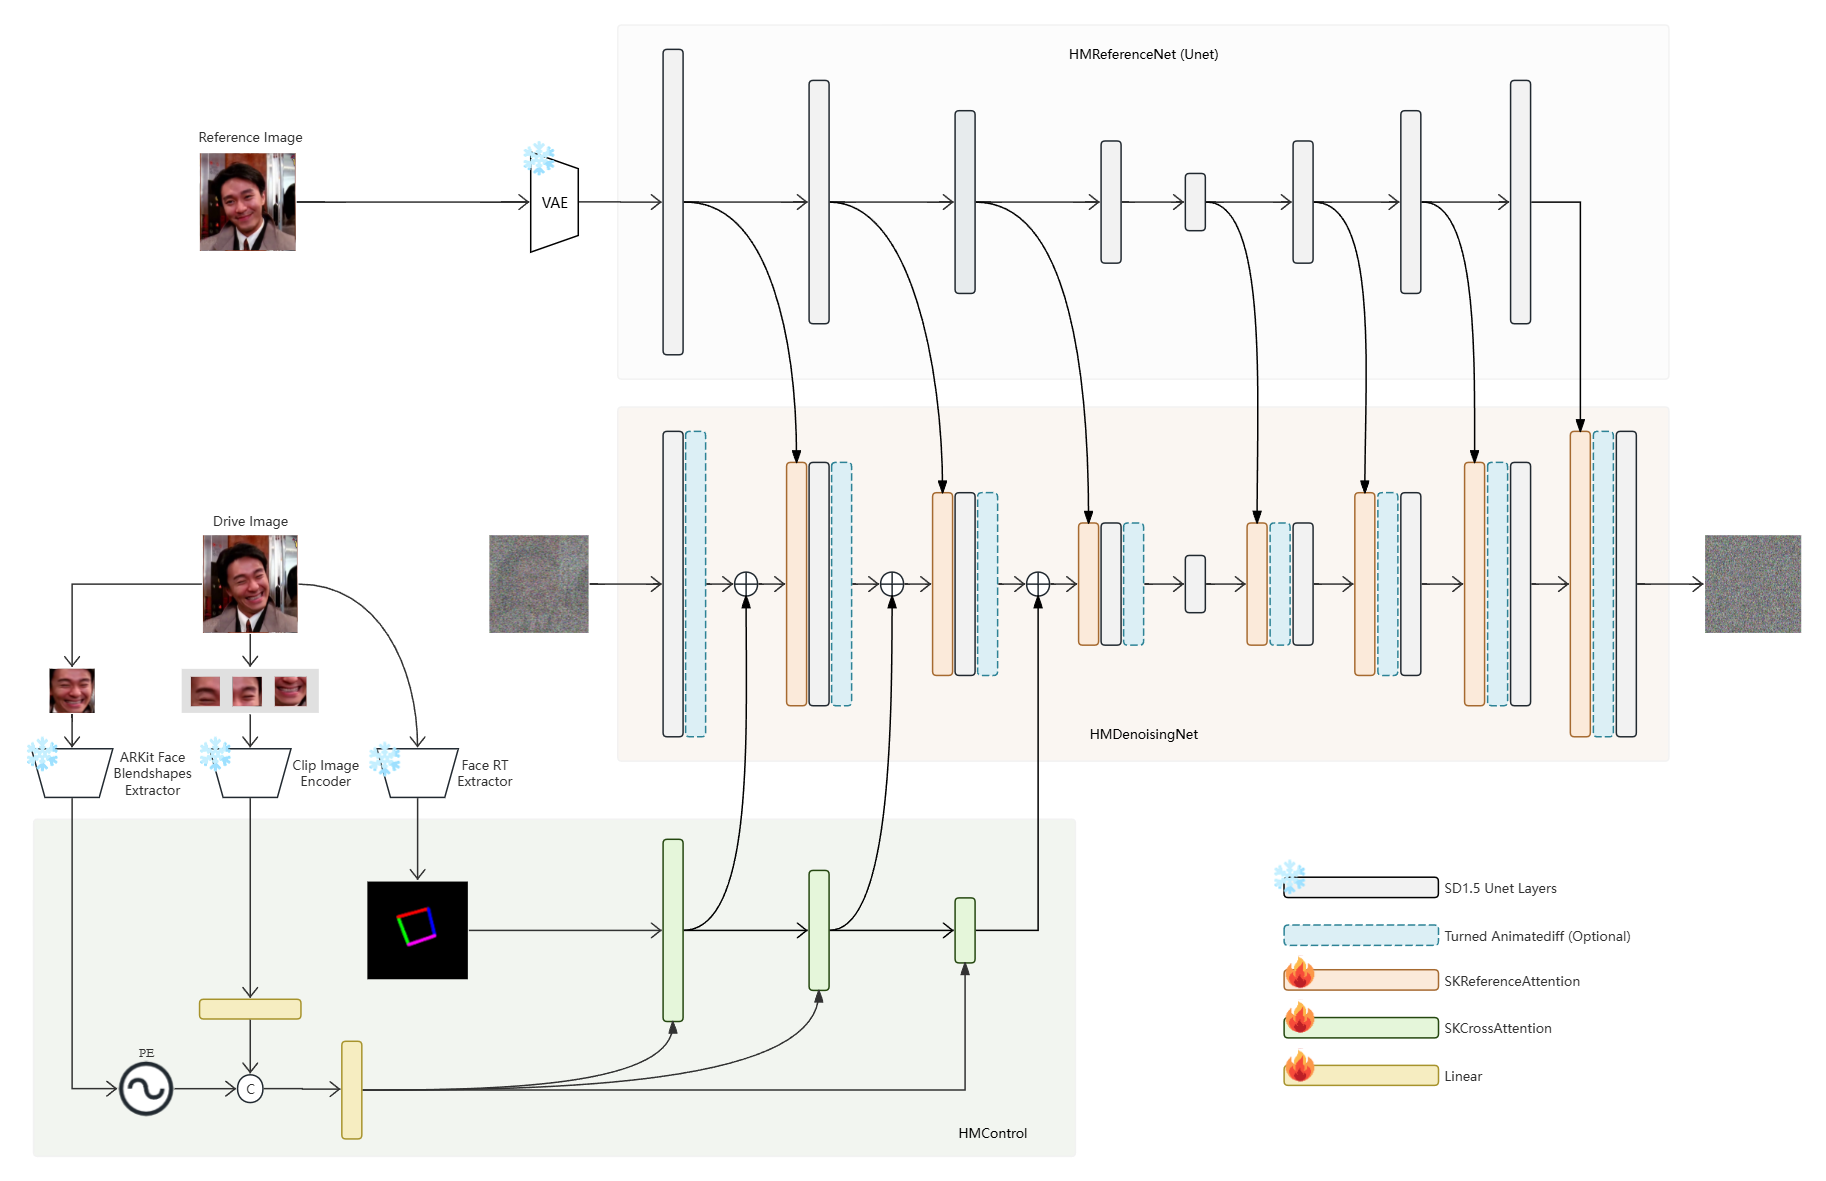 HMReferenceNet (Unet)
Reference Image
VAE
Drive Image
HMDenoisingNet
ARKit Face
Blendshapes
Extractor
Clip Image
Encoder
Face RT
Extractor
SD1.5 Unet Layers
Turned Animatediff (Optional)
SKReferenceAttention
SKCrossAttention
Linear
PE
C
HMControl